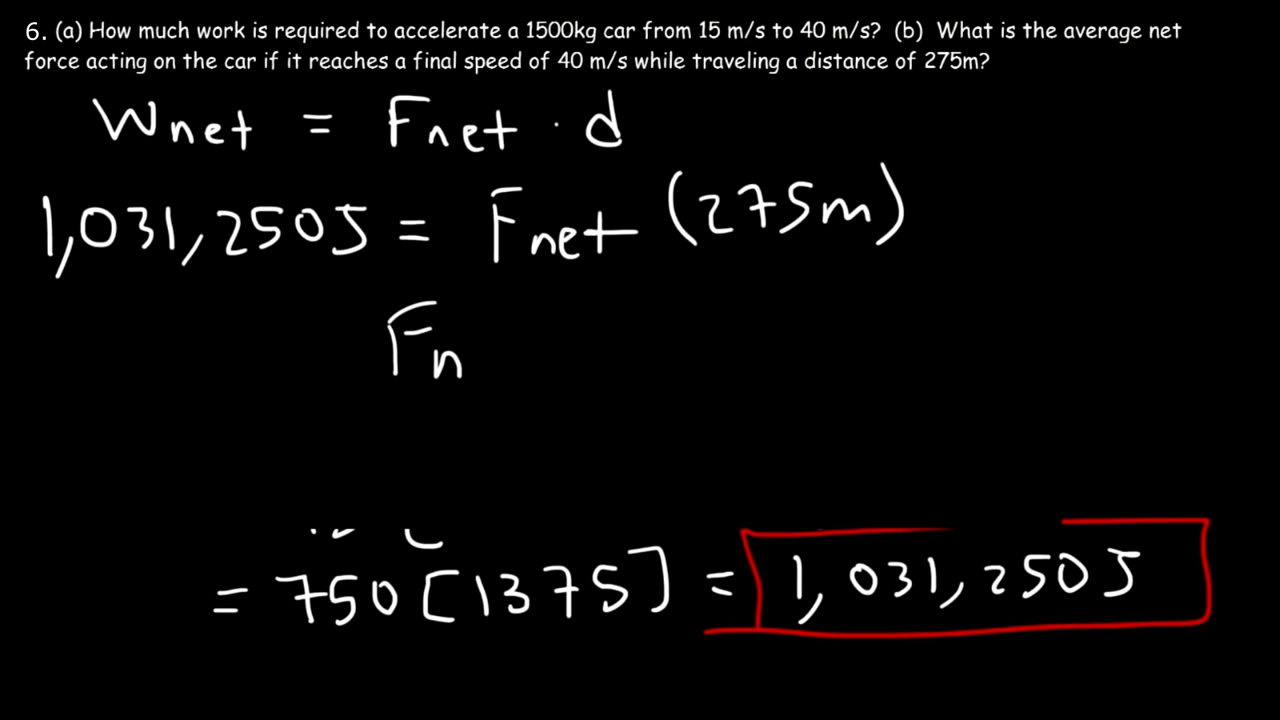 6. (a) How much work is required to accelerate a 1500kg car from 15 m/s to 40 m/s? (b) What is the average net
force acting on the car if it reaches a final speed of 40 m/s while traveling a distance of 275m?
Wnet = Fnet · d
1,031,250J = Fnet (275m)
Fn
= 750 [1375] = 1,031,250J